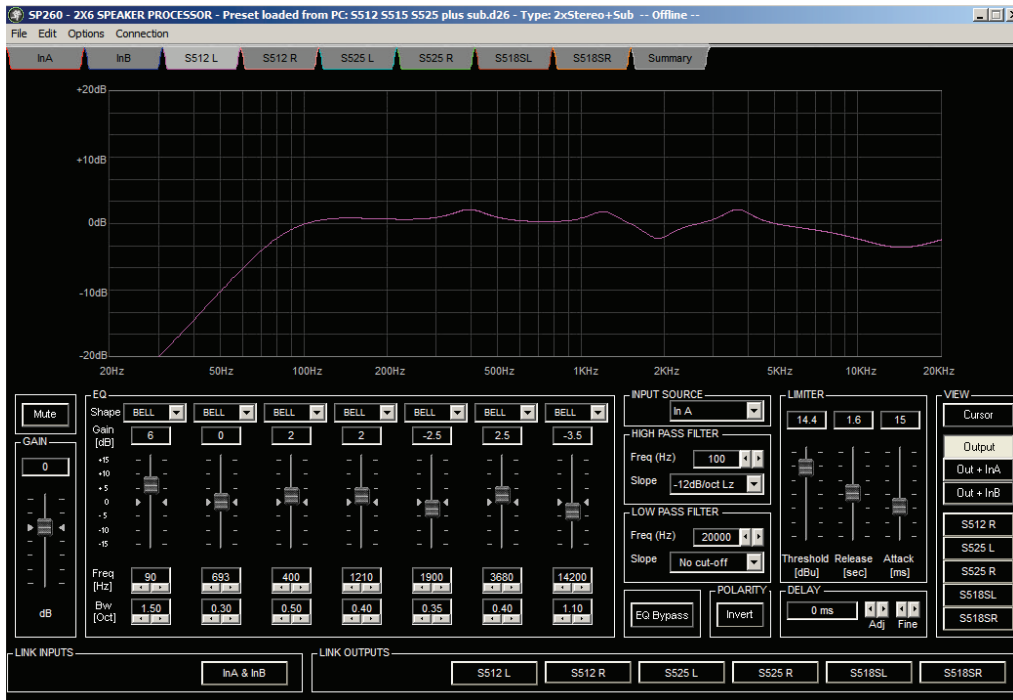 SP260 - 2X6 SPEAKER PROCESSOR - Preset loaded from PC: S512 S515 S525 plus sub.d26 - Type: 2xStereo+Sub -- Offline --
File Edit Options Connection
InA InB S512 L S512 R S525 L S525 R S518SL S518SR Summary
+20dB
+10dB
0dB
-10dB
-20dB
20Hz 50Hz 100Hz 200Hz 500Hz 1KHz 2KHz 5KHz 10KHz 20KHz
Mute
GAIN
0
dB
EQ
Shape BELL BELL BELL BELL BELL BELL BELL
Gain [dB] 6 0 2 2 -2.5 2.5 -3.5
+15
+10
+5
0
-5
-10
-15
Freq [Hz] 90 693 400 1210 1900 3680 14200
Bw [Oct] 1.50 0.30 0.50 0.40 0.35 0.40 1.10
INPUT SOURCE
In A
HIGH PASS FILTER
Freq (Hz) 100
Slope -12dB/oct Lz
LOW PASS FILTER
Freq (Hz) 20000
Slope No cut-off
EQ Bypass
POLARITY
Invert
LIMITER
14.4 1.6 15
Threshold [dBu] Release [sec] Attack [ms]
DELAY
0 ms
Adj Fine
VIEW
Cursor
Output
Out + InA
Out + InB
S512 R
S525 L
S525 R
S518SL
S518SR
LINK INPUTS
InA & InB
LINK OUTPUTS
S512 L S512 R S525 L S525 R S518SL S518SR